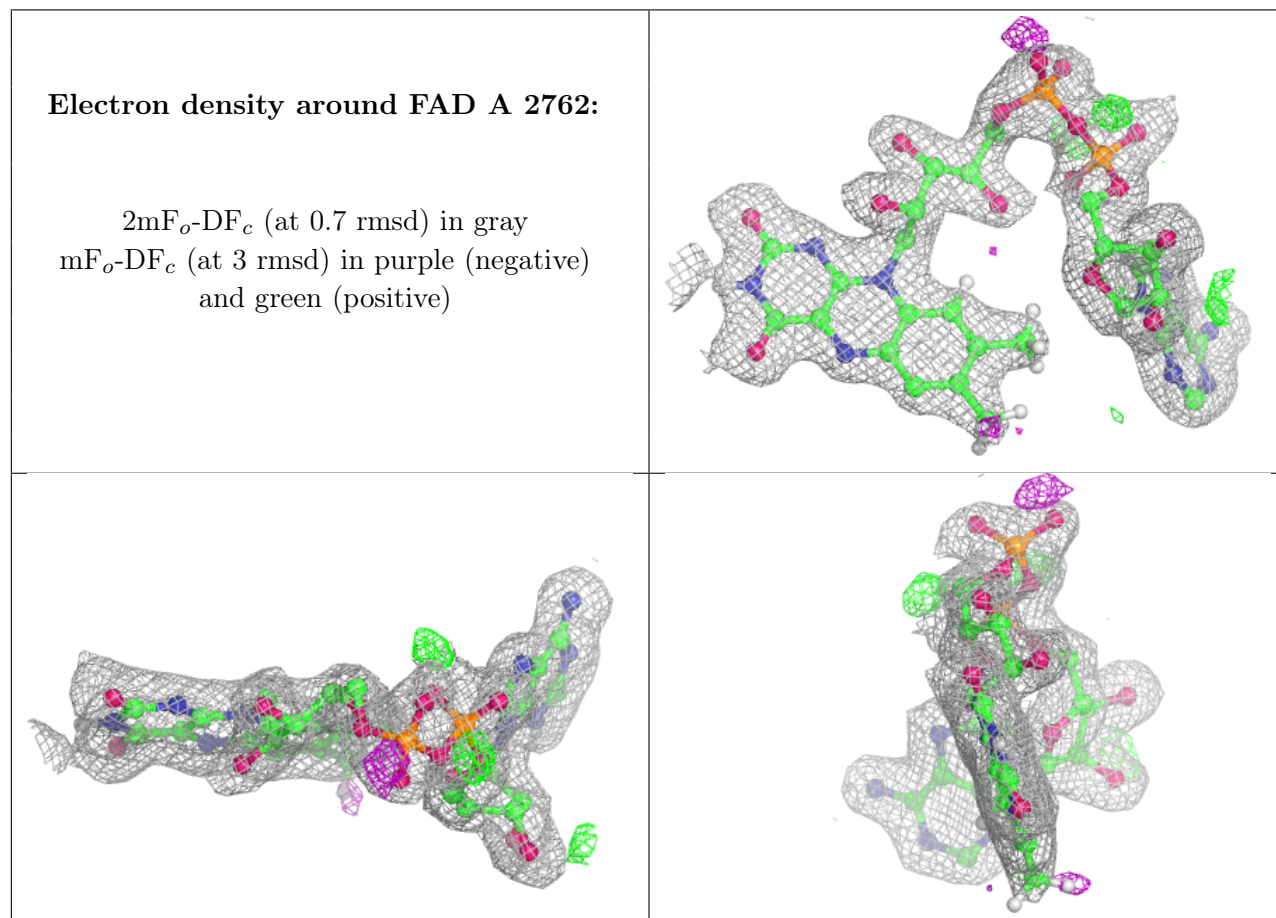 Electron density around FAD A 2762:
2mFo-DFc (at 0.7 rmsd) in gray
mFo-DFc (at 3 rmsd) in purple (negative)
and green (positive)